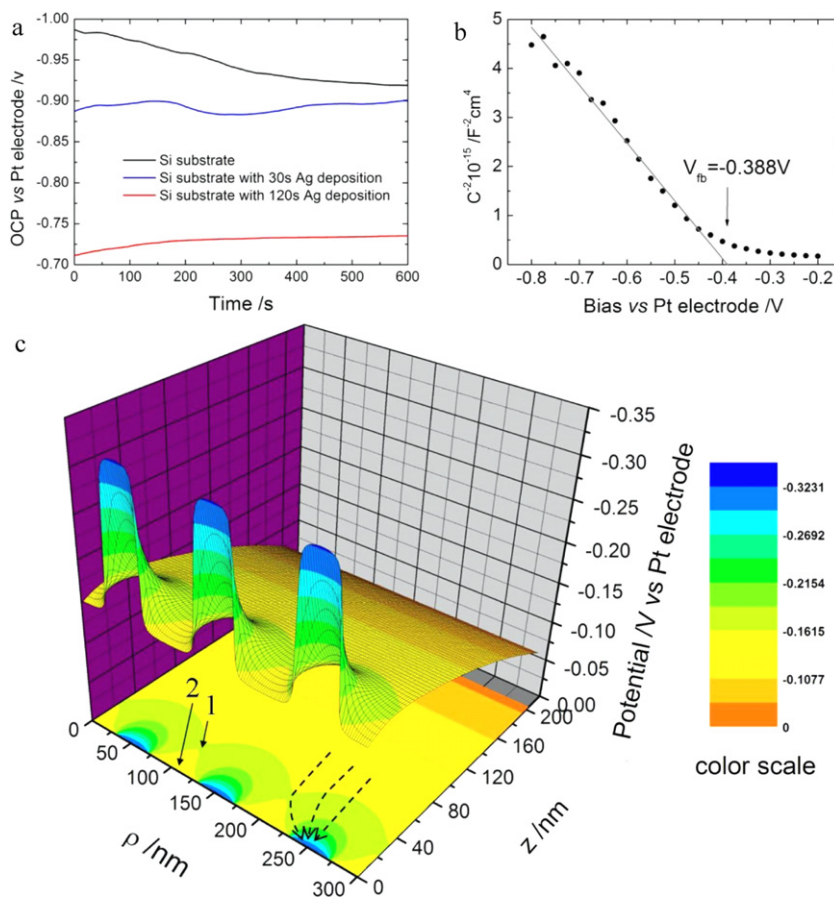 a
-1.00
-0.95
-0.90
-0.85
-0.80
-0.75
-0.70
OCP vs Pt electrode /v
Si substrate
Si substrate with 30s Ag deposition
Si substrate with 120s Ag deposition
0 100 200 300 400 500 600
Time /s
b
5
4
3
2
1
0
C-210-15 /F-2cm4
Vfb=-0.388V
-0.8 -0.7 -0.6 -0.5 -0.4 -0.3 -0.2
Bias vs Pt electrode /V
c
-0.35
-0.30
-0.25
-0.20
-0.15
-0.10
-0.05
0.00
Potential /V vs Pt electrode
2
1
0
50
100
150
200
250
300
ρ /nm
0
40
80
120
160
200
z /nm
-0.3231
-0.2692
-0.2154
-0.1615
-0.1077
0
color scale